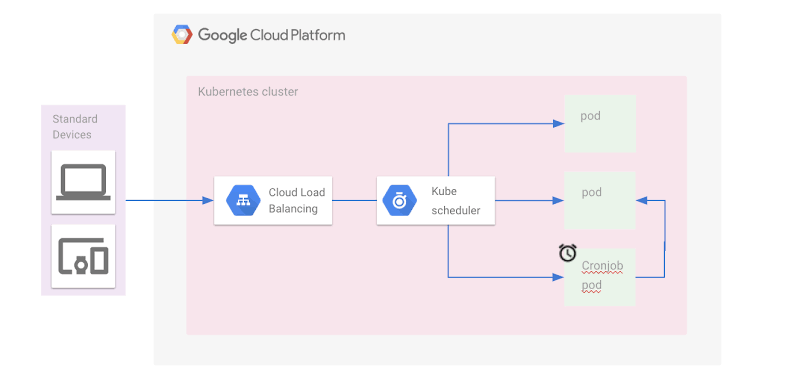 Google Cloud Platform
Kubernetes cluster
Standard
Devices
Cloud Load
Balancing
Kube
scheduler
pod
pod
Cronjob
pod